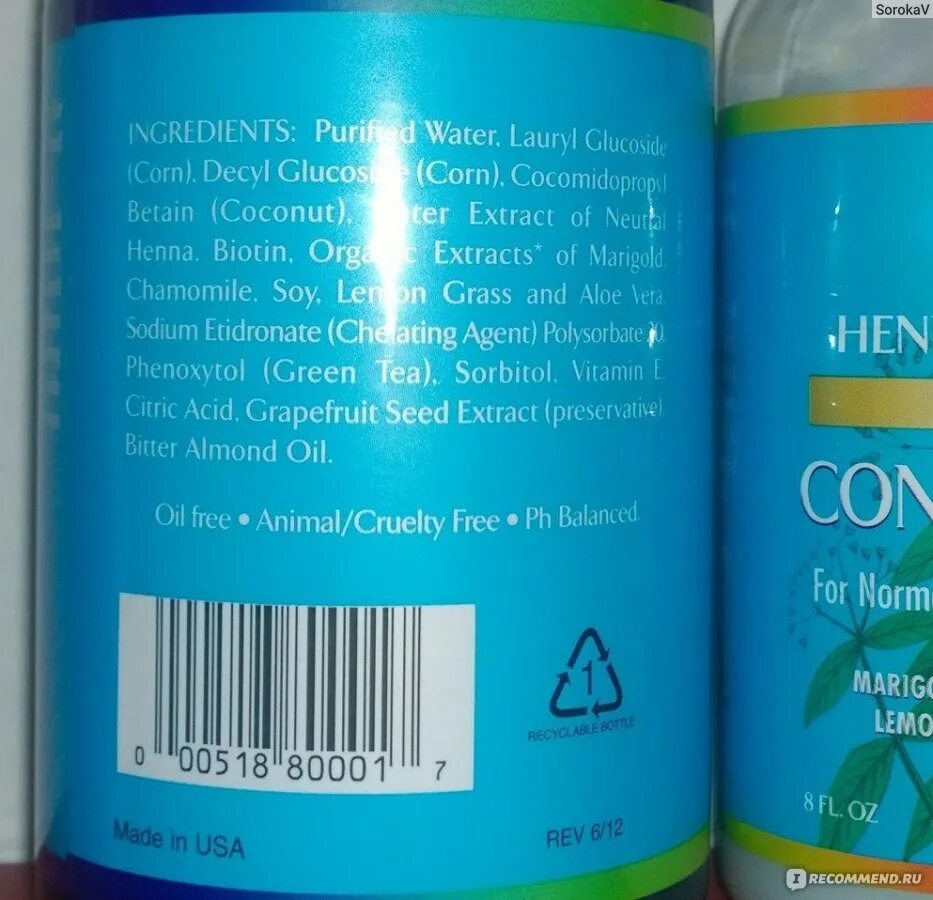 SorokaV
INGREDIENTS: Purified Water, Lauryl Glucoside
(Corn), Decyl Glucoside (Corn), Cocomidopropyl
Betain (Coconut), Extract of Neutral
Henna, Biotin, Organic Extracts* of Marigold,
Chamomile, Soy, Lemon Grass and Aloe Vera,
Sodium Etidronate (Chelating Agent) Polysorbate 20,
Phenoxytol (Green Tea), Sorbitol, Vitamin E,
Citric Acid, Grapefruit Seed Extract (preservative),
Bitter Almond Oil.
Oil free • Animal/Cruelty Free • Ph Balanced.
0 00518 80001 7
1
RECYCLABLE BOTTLE
Made in USA
REV 6/12
HEN
CON
For Norm
MARIGO
LEMO
8 FL. OZ
IRECOMMEND.RU